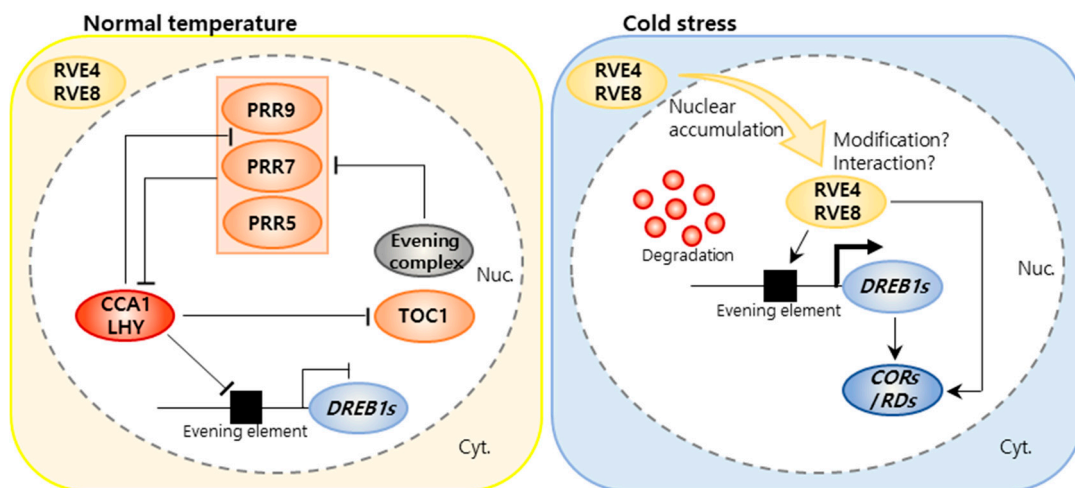 Normal temperature
RVE4
RVE8
PRR9
PRR7
PRR5
Evening
complex
Nuc.
CCA1
LHY
TOC1
DREB1s
Evening element
Cyt.
Cold stress
RVE4
RVE8
Nuclear
accumulation
Modification?
Interaction?
RVE4
RVE8
Degradation
Nuc.
DREB1s
Evening element
CORs
/RDs
Cyt.